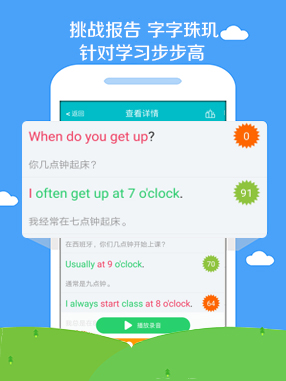 挑战报告 字字珠玑
针对学习步步高
<返回 查看详情
When do you get up? 0
你几点钟起床？
I often get up at 7 o'clock. 91
我经常在七点钟起床。
在西班牙，你们几点钟开始上课？
Usually at 9 o'clock. 70
通常是九点钟。
I always start class at 8 o'clock. 64
播放录音